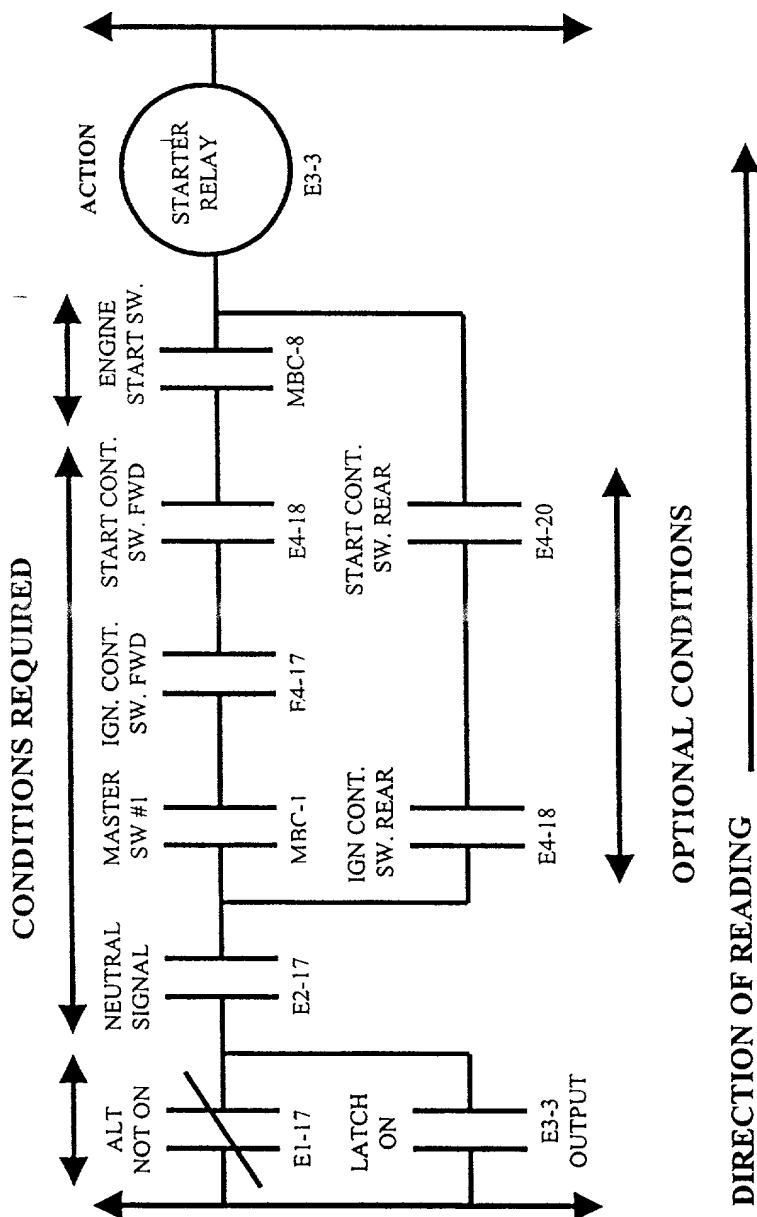 CONDITIONS REQUIRED
ACTION
ALT
NOT ON
E1-17
NEUTRAL
SIGNAL
E2-17
MASTER
SW #1
MBC-1
IGN. CONT.
SW. FWD
E4-17
START CONT.
SW. FWD
E4-18
ENGINE
START SW.
MBC-8
STARTER
RELAY
E3-3
LATCH
ON
E3-3
OUTPUT
IGN CONT.
SW. REAR
E4-18
START CONT.
SW. REAR
E4-20
OPTIONAL CONDITIONS
DIRECTION OF READING